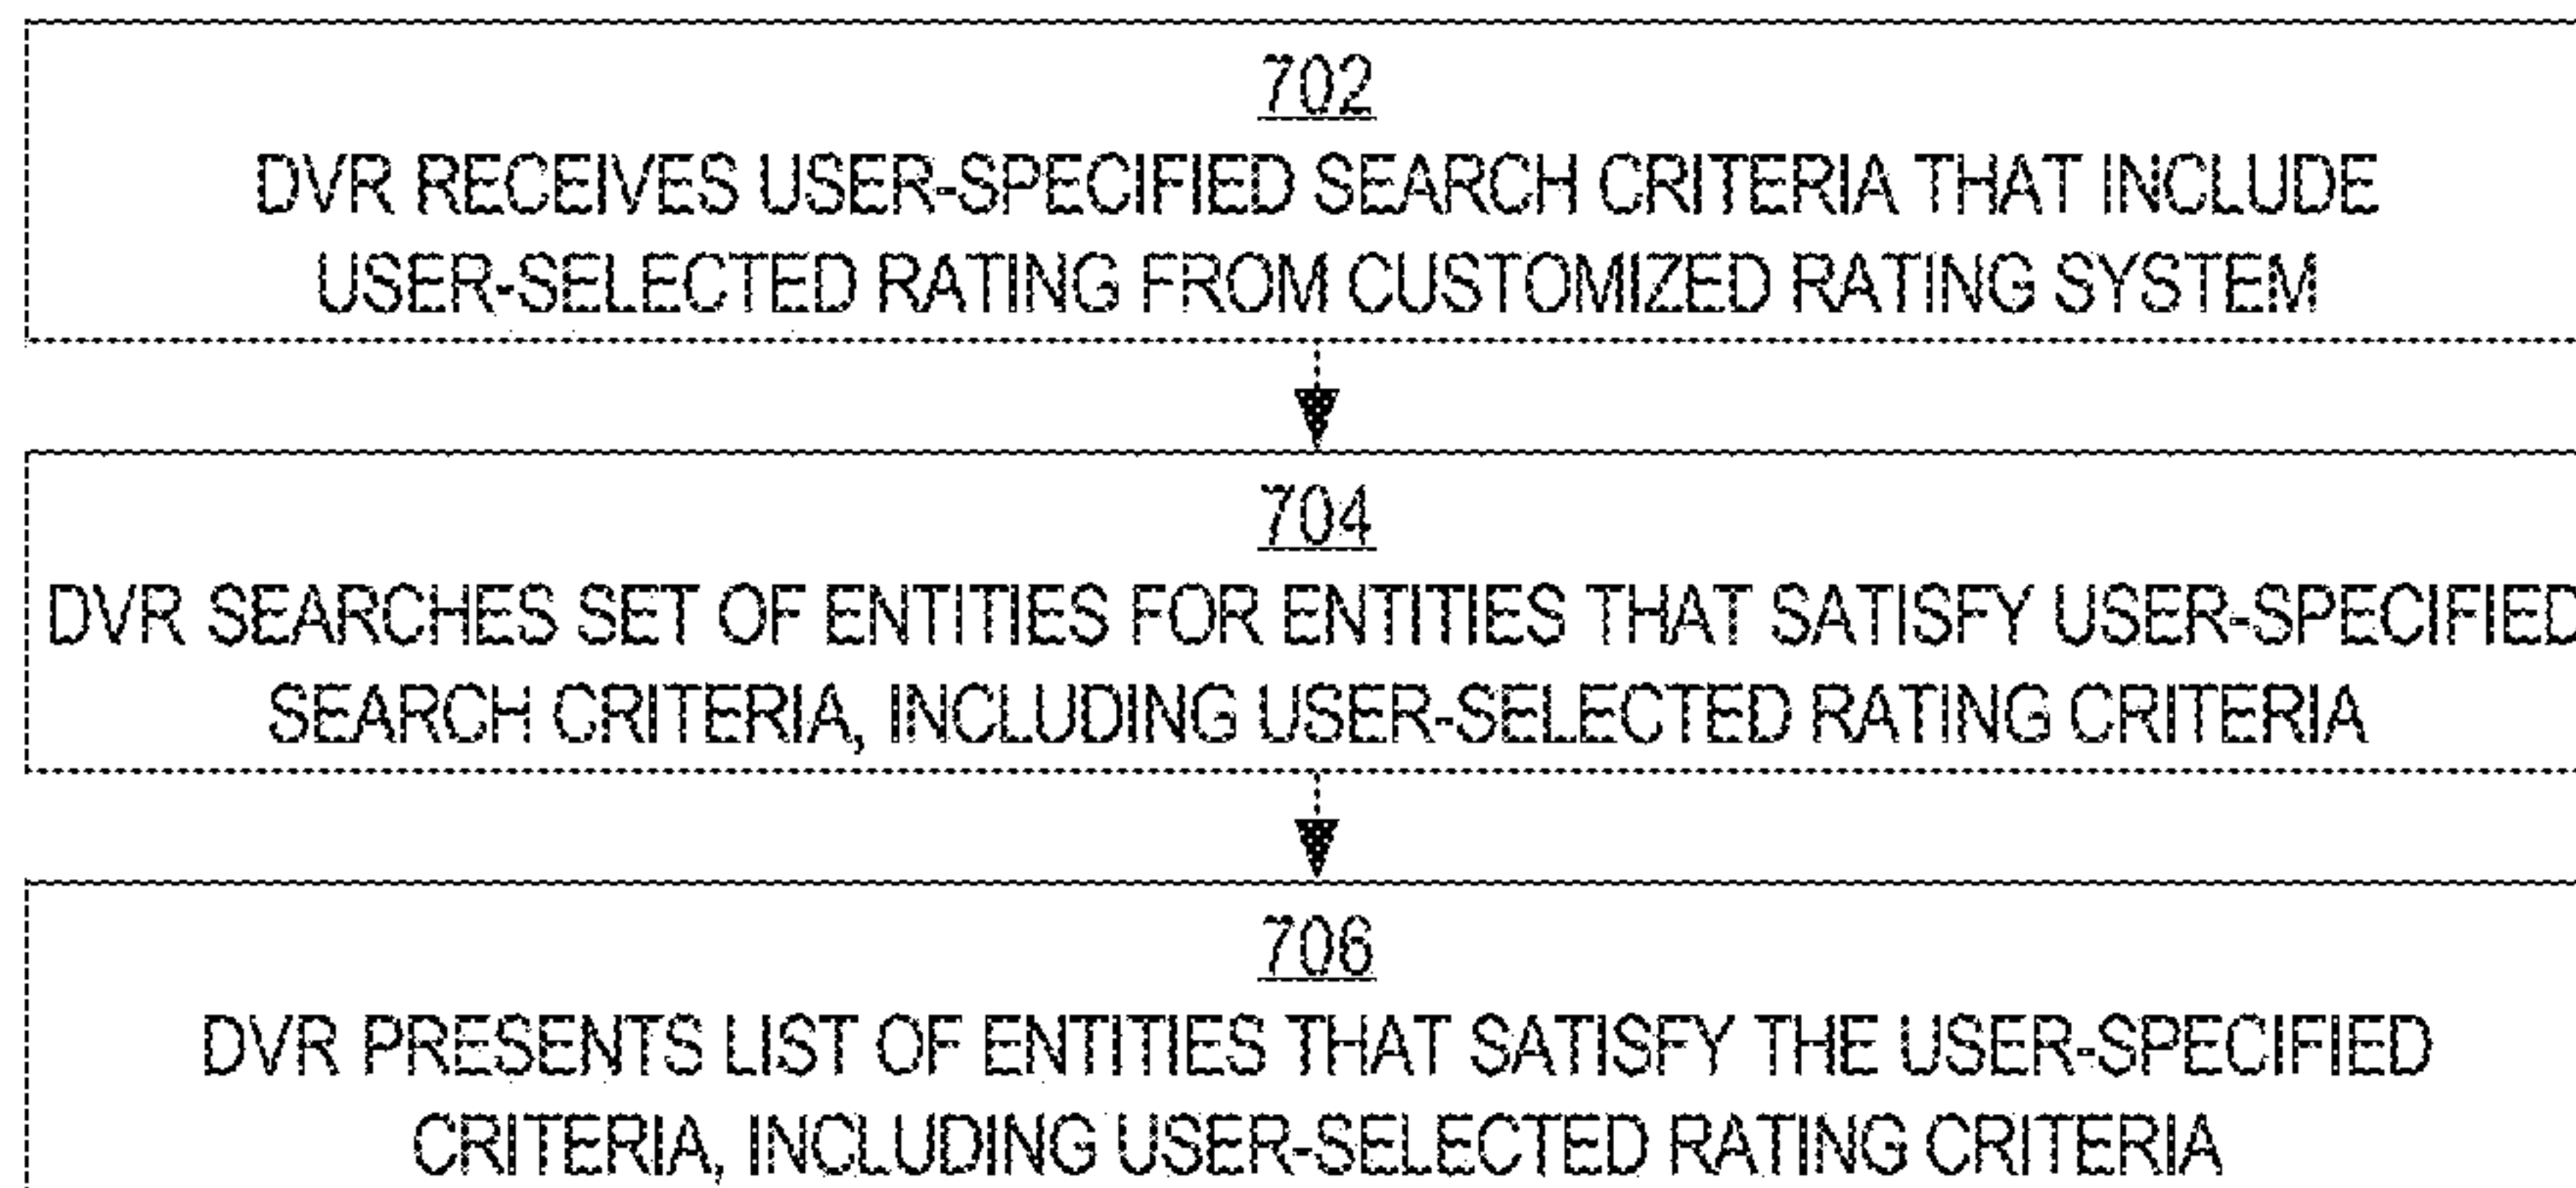 702
DVR RECEIVES USER-SPECIFIED SEARCH CRITERIA THAT INCLUDE
USER-SELECTED RATING FROM CUSTOMIZED RATING SYSTEM
704
DVR SEARCHES SET OF ENTITIES FOR ENTITIES THAT SATISFY USER-SPECIFIED
SEARCH CRITERIA, INCLUDING USER-SELECTED RATING CRITERIA
706
DVR PRESENTS LIST OF ENTITIES THAT SATISFY THE USER-SPECIFIED
CRITERIA, INCLUDING USER-SELECTED RATING CRITERIA